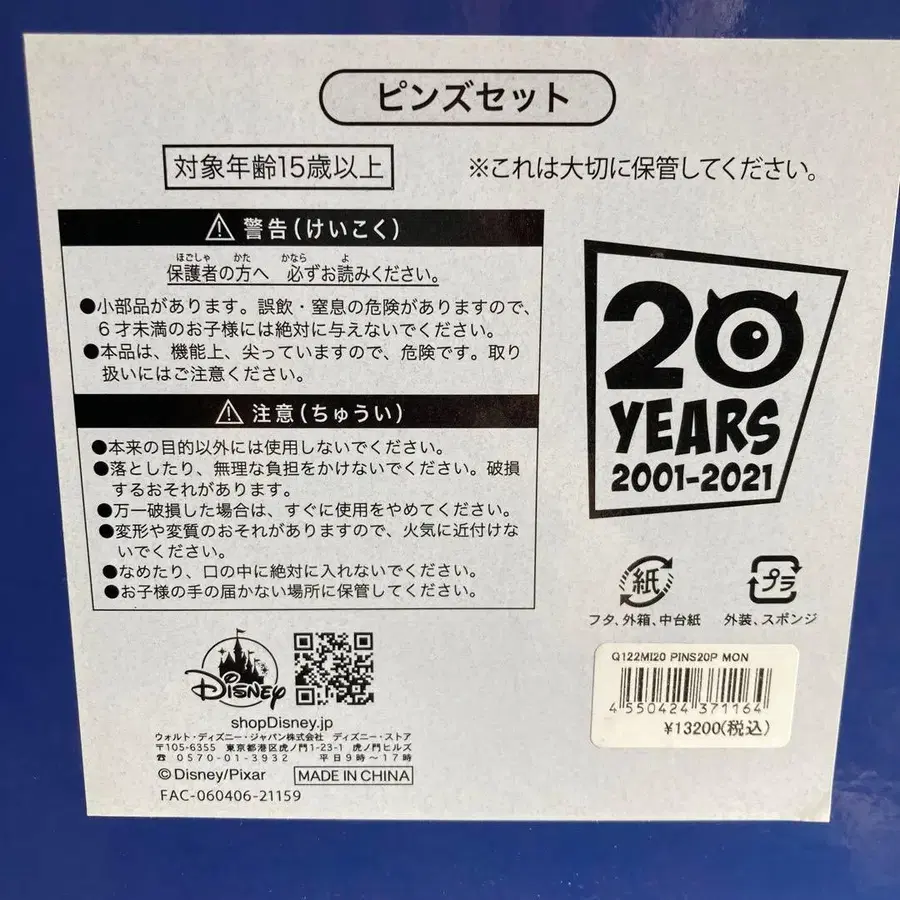 ピンズセット
対象年齢15歳以上
※これは大切に保管してください。
警告(けいこく)
ほごしゃ かた かなら よ
保護者の方へ 必ずお読みください。
●小部品があります。誤飲・窒息の危険がありますので、
6才未満のお子様には絶対に与えないでください。
●本品は、機能上、尖っていますので、危険です。取り
扱いにはご注意ください。
注意(ちゅうい)
●本来の目的以外には使用しないでください。
●落としたり、無理な負担をかけないでください。破損
するおそれがあります。
●万一破損した場合は、すぐに使用をやめてください。
●変形や変質のおそれがありますので、火気に近付けな
いでください。
●なめたり、口の中に絶対に入れないでください。
●お子様の手の届かない場所に保管してください。
20
YEARS
2001-2021
紙
フタ、外箱、中台紙
プラ
外装、スポンジ
Q122MI20 PINS20P MON
4 550424 371164
¥13200(税込)
Disney
shopDisney.jp
ウォルト・ディズニー・ジャパン株式会社 ディズニー・ストア
〒105-6355 東京都港区虎ノ門1-23-1 虎ノ門ヒルズ
☎ 0570-01-3932 平日9時〜17時
©Disney/Pixar
MADE IN CHINA
FAC-060406-21159